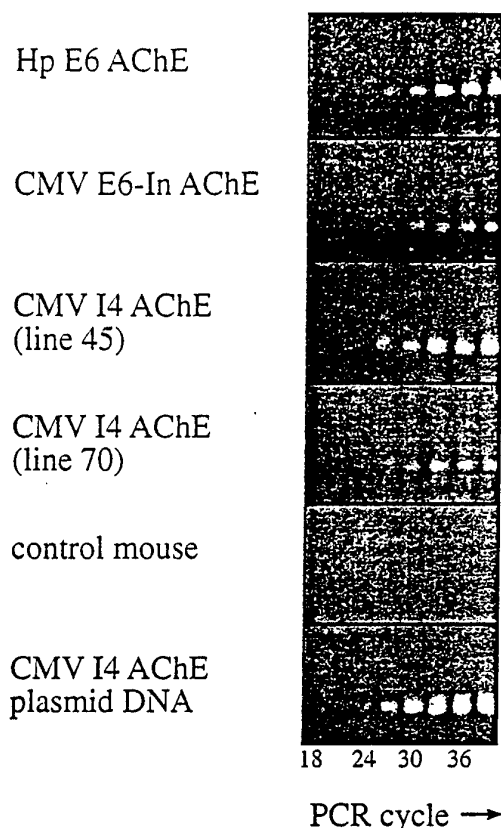 Hp E6 AChE
CMV E6-In AChE
CMV I4 AChE
(line 45)
CMV I4 AChE
(line 70)
control mouse
CMV I4 AChE
plasmid DNA
18 24 30 36
PCR cycle →